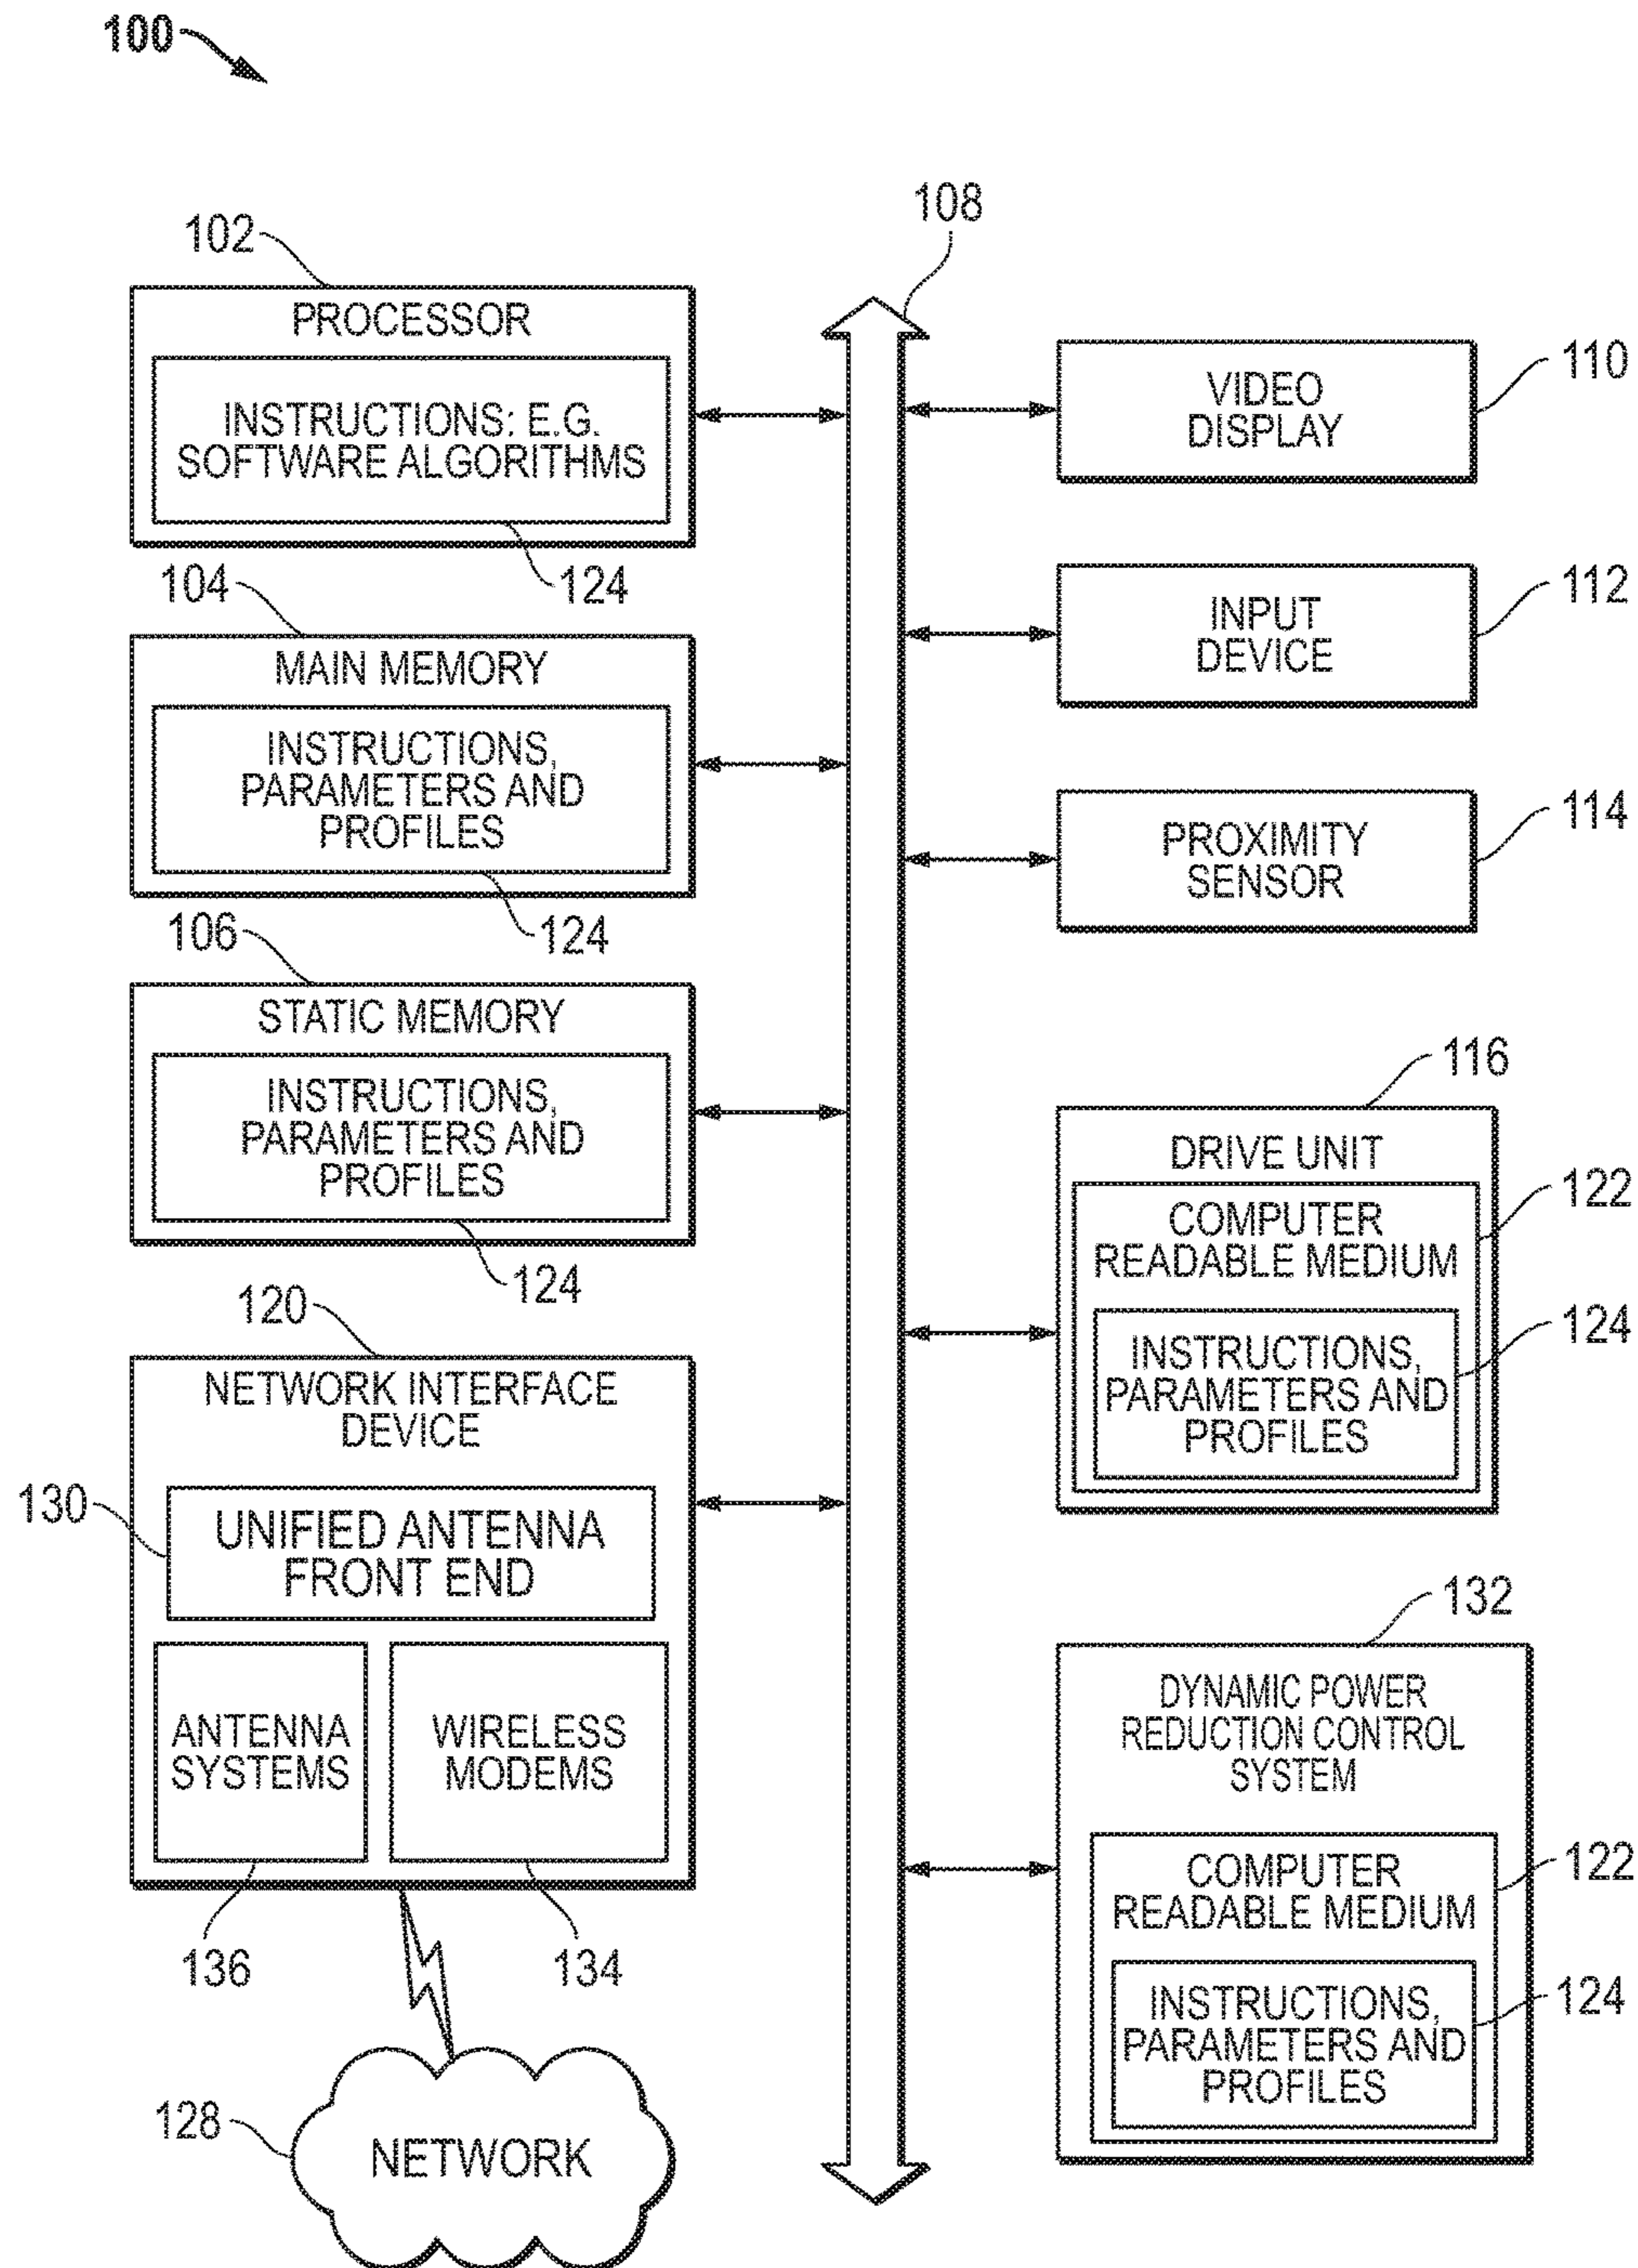 100
108
102
PROCESSOR
INSTRUCTIONS: E.G.
SOFTWARE ALGORITHMS
124
104
MAIN MEMORY
INSTRUCTIONS,
PARAMETERS AND
PROFILES
124
106
STATIC MEMORY
INSTRUCTIONS,
PARAMETERS AND
PROFILES
124
120
NETWORK INTERFACE
DEVICE
130
UNIFIED ANTENNA
FRONT END
ANTENNA
SYSTEMS
WIRELESS
MODEMS
136
134
128
NETWORK
VIDEO
DISPLAY
110
INPUT
DEVICE
112
PROXIMITY
SENSOR
114
116
DRIVE UNIT
COMPUTER
READABLE MEDIUM
122
INSTRUCTIONS,
PARAMETERS AND
PROFILES
124
132
DYNAMIC POWER
REDUCTION CONTROL
SYSTEM
COMPUTER
READABLE MEDIUM
122
INSTRUCTIONS,
PARAMETERS AND
PROFILES
124